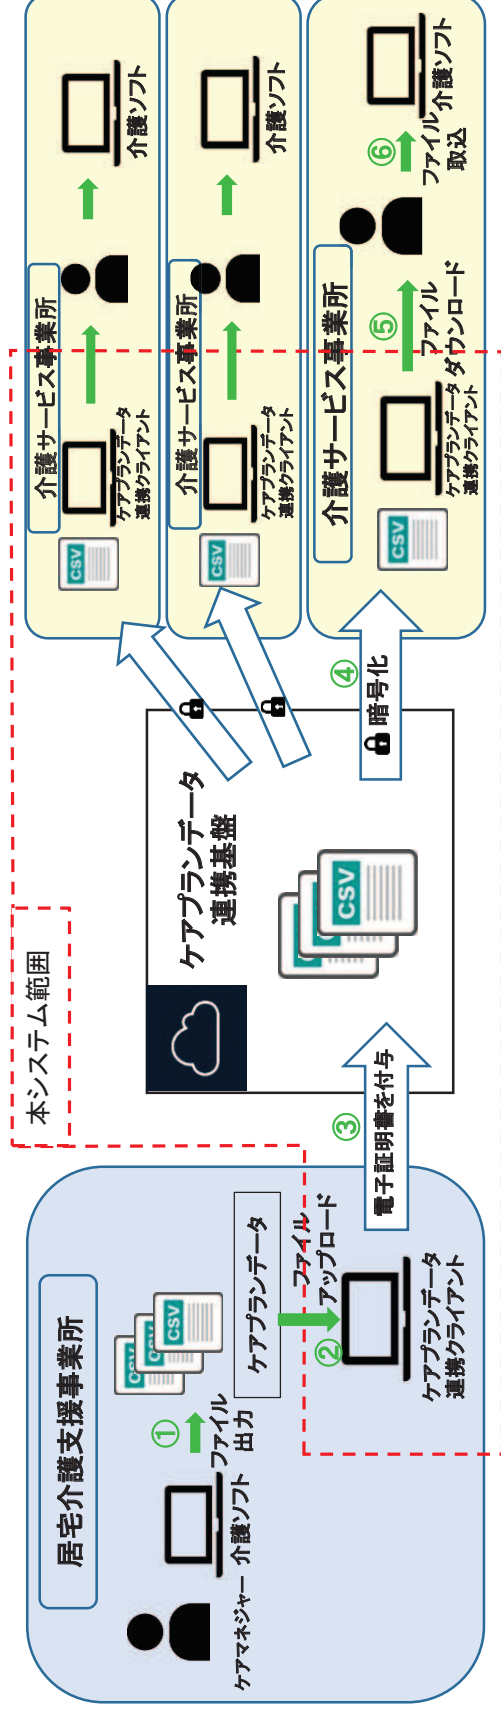 居宅介護支援事業所
ケアマネジャー
介護ソフト
①
ファイル
出力
CSV
CSV
CSV
ケアプランデータ
②
ファイル
アップロード
ケアプランデータ
連携クライアント
③
電子証明書を付与
本システム範囲
ケアプランデータ
連携基盤
CSV
CSV
CSV
④
暗号化
介護サービス事業所
CSV
ケアプランデータ
連携クライアント
介護ソフト
介護サービス事業所
CSV
ケアプランデータ
連携クライアント
介護ソフト
介護サービス事業所
CSV
ケアプランデータ
連携クライアント
⑤
ファイル
ダウンロード
⑥
ファイル
取込
介護ソフト